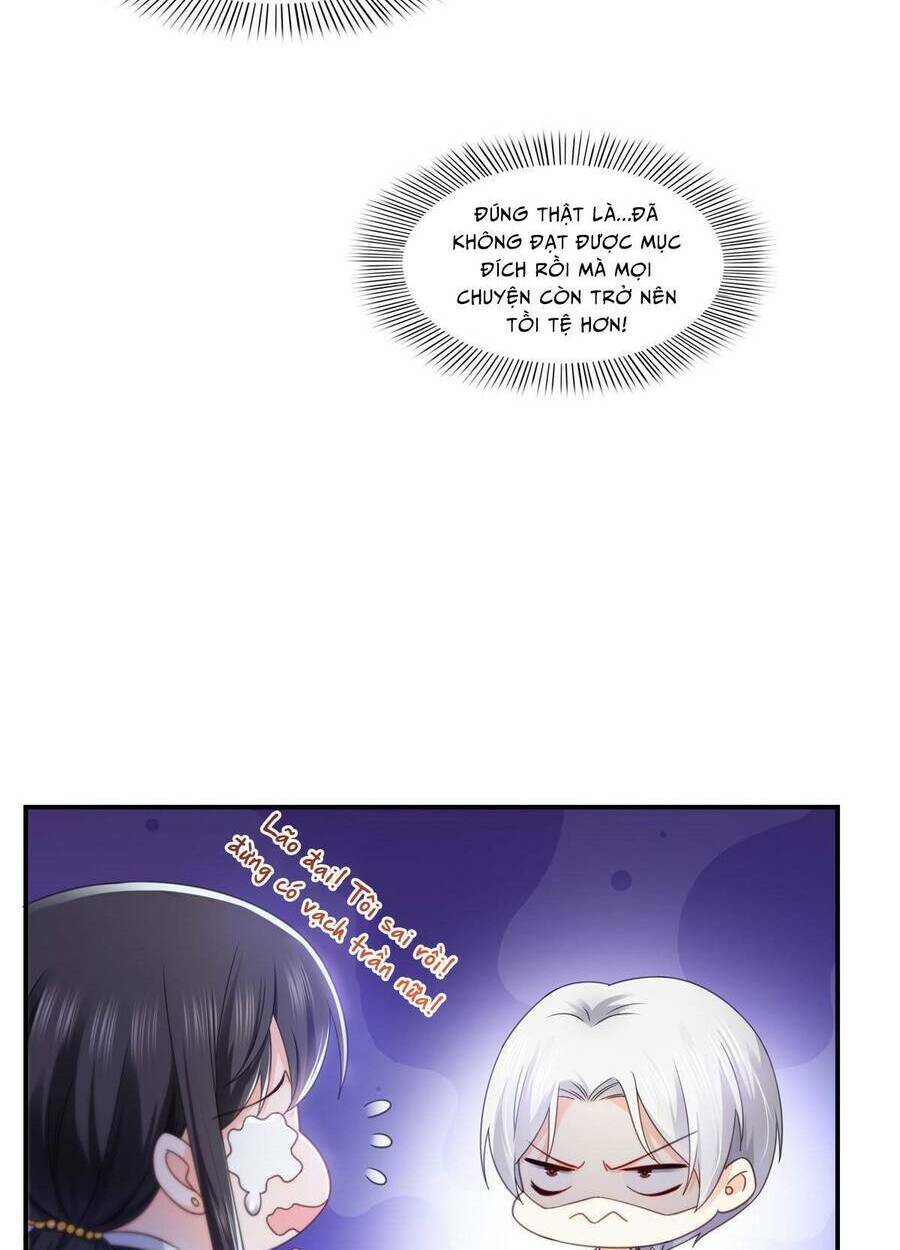 ĐÚNG THẬT LÀ...ĐÃ
KHÔNG ĐẠT ĐƯỢC MỤC
ĐÍCH RỒI MÀ MỌI
CHUYỆN CÒN TRỞ NÊN
TỒI TỆ HƠN!
Lão đại! Tôi sai rồi!
đừng có vạch trần nữa!